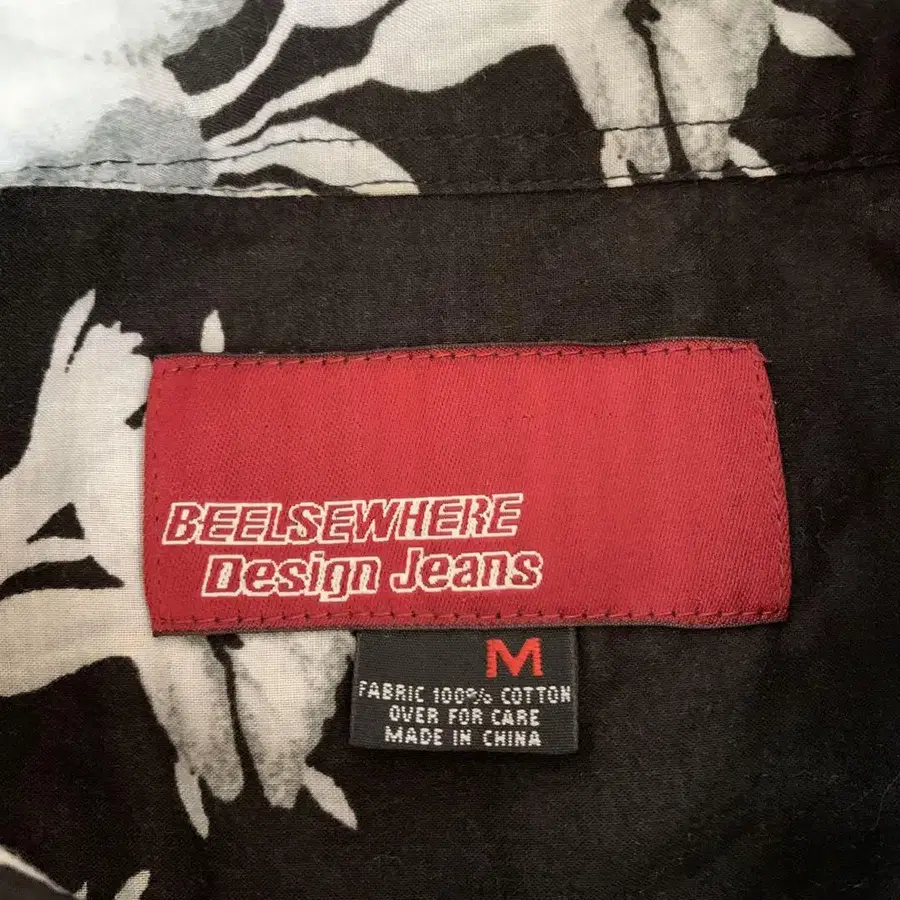 BEELSEWHERE
Design Jeans
M
FABRIC 100% COTTON
OVER FOR CARE
MADE IN CHINA